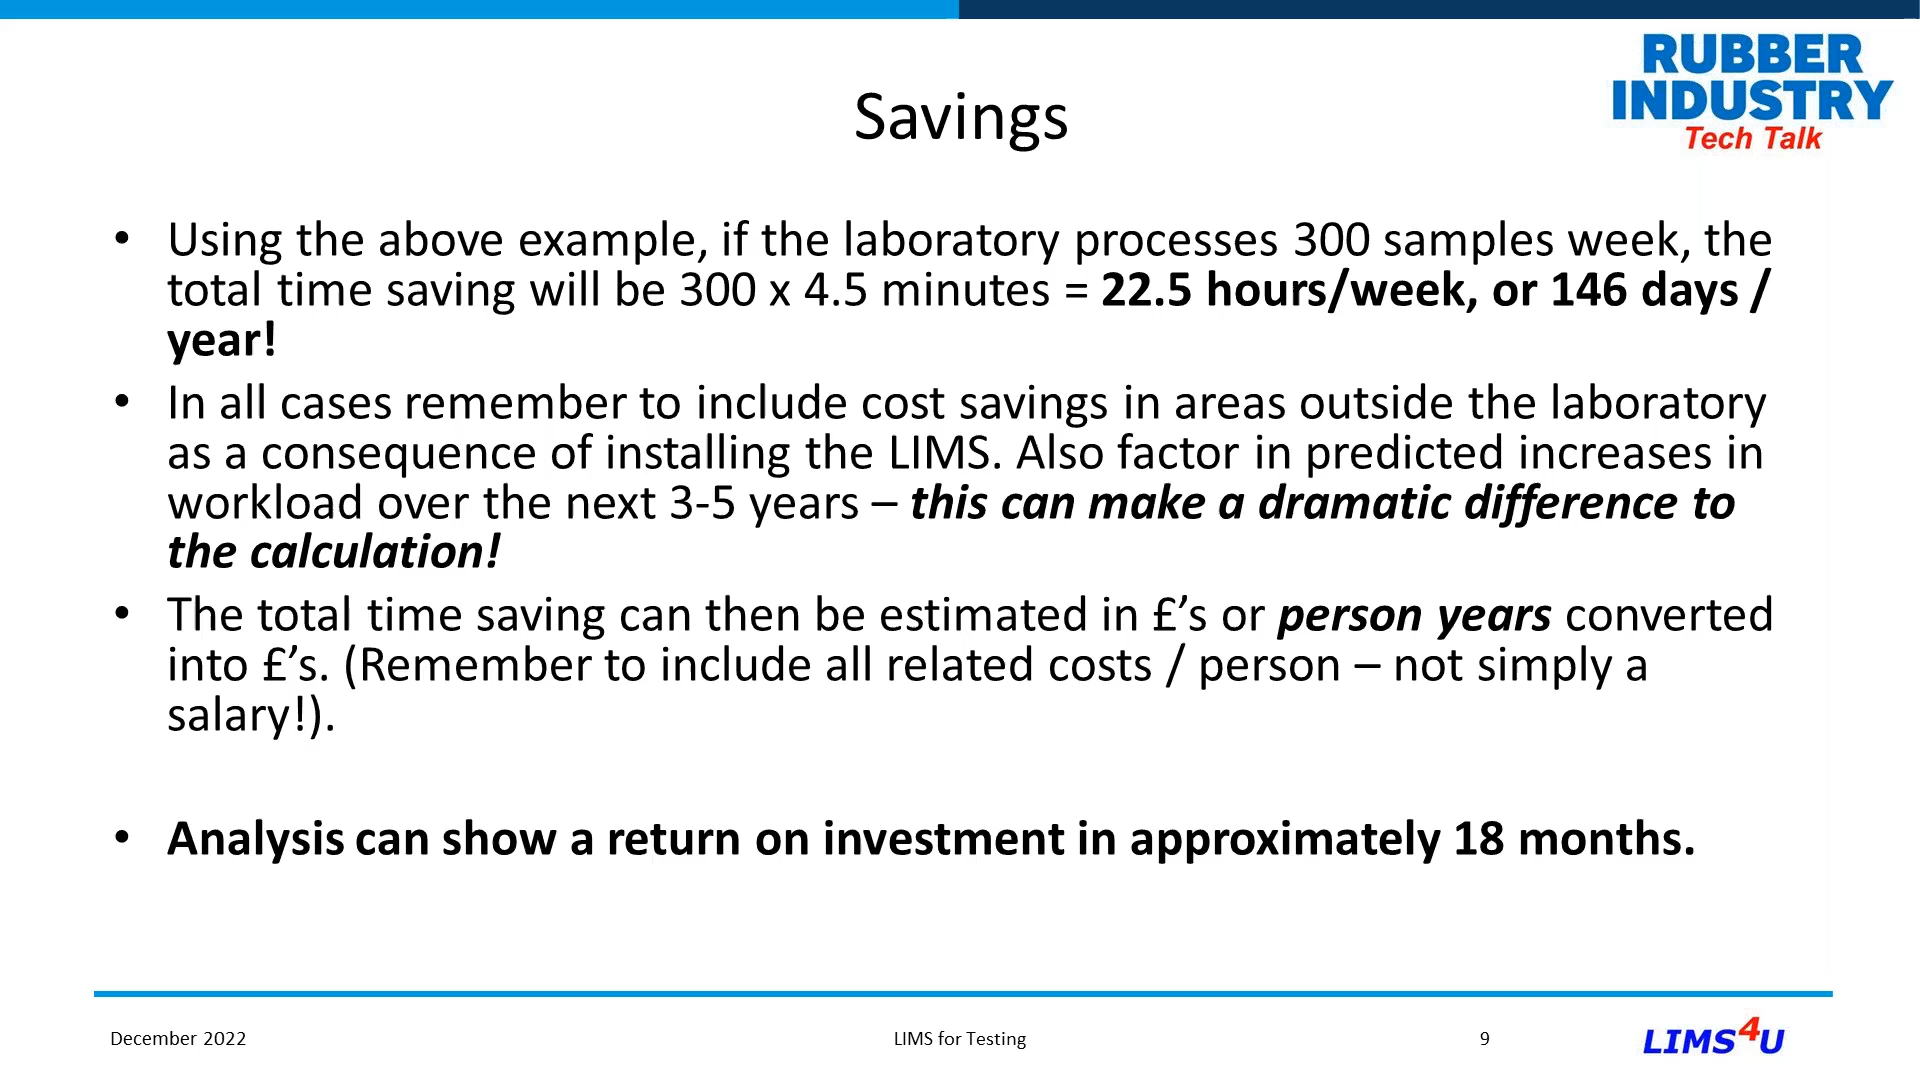 RUBBER
INDUSTRY
Tech Talk
Savings
• Using the above example, if the laboratory processes 300 samples week, the
total time saving will be 300 x 4.5 minutes = 22.5 hours/week, or 146 days /
year!
• In all cases remember to include cost savings in areas outside the laboratory
as a consequence of installing the LIMS. Also factor in predicted increases in
workload over the next 3-5 years – this can make a dramatic difference to
the calculation!
• The total time saving can then be estimated in £’s or person years converted
into £’s. (Remember to include all related costs / person – not simply a
salary!).
• Analysis can show a return on investment in approximately 18 months.
December 2022
LIMS for Testing
9
LIMS4U